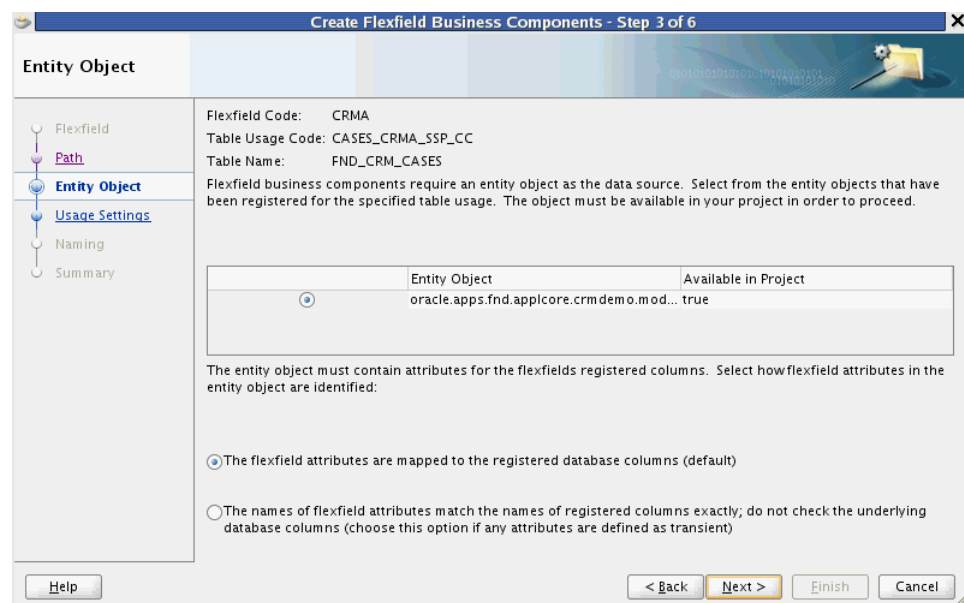 Create Flexfield Business Components - Step 3 of 6
Entity Object
Flexfield
Path
Entity Object
Usage Settings
Naming
Summary
Flexfield Code: CRMA
Table Usage Code: CASES_CRMA_SSP_CC
Table Name: FND_CRM_CASES
Flexfield business components require an entity object as the data source. Select from the entity objects that have
been registered for the specified table usage. The object must be available in your project in order to proceed.
Entity Object Available in Project
oracle.apps.fnd.applcore.crmdemo.mod... true
The entity object must contain attributes for the flexfields registered columns. Select how flexfield attributes in the
entity object are identified:
The flexfield attributes are mapped to the registered database columns (default)
The names of flexfield attributes match the names of registered columns exactly; do not check the underlying
database columns (choose this option if any attributes are defined as transient)
Help < Back Next > Finish Cancel